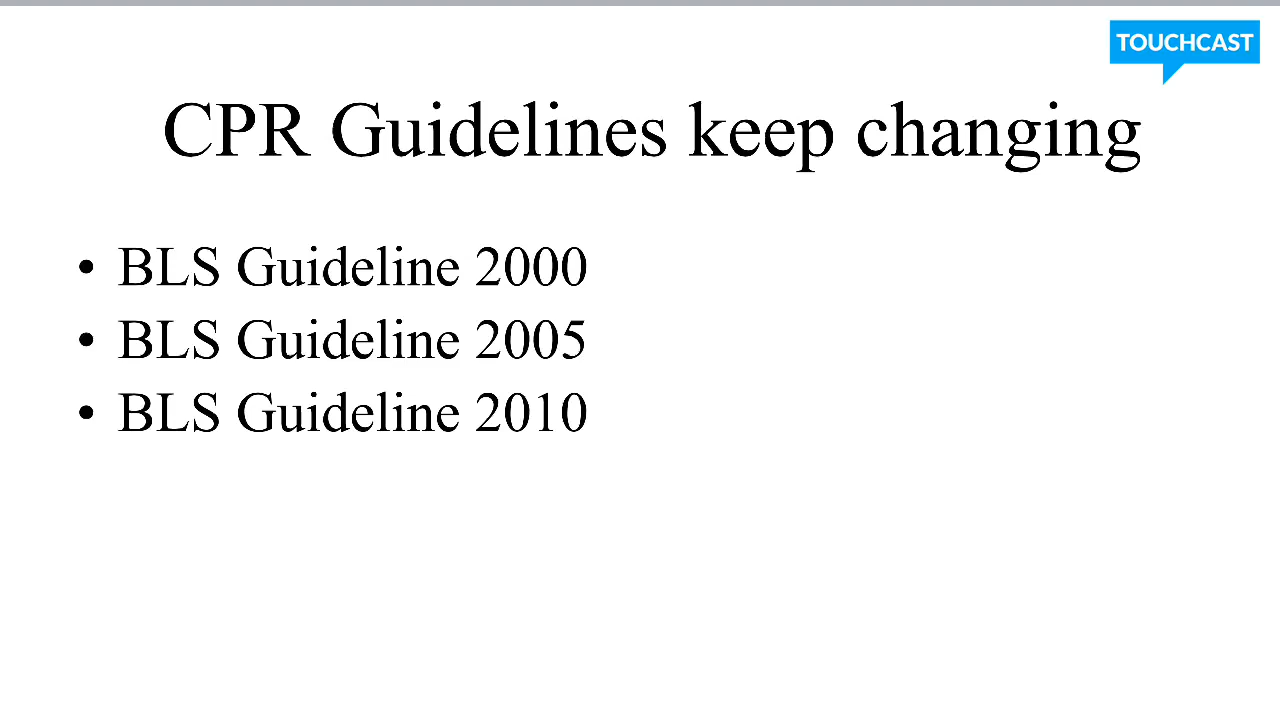 TOUCHCAST
CPR Guidelines keep changing
• BLS Guideline 2000
• BLS Guideline 2005
• BLS Guideline 2010